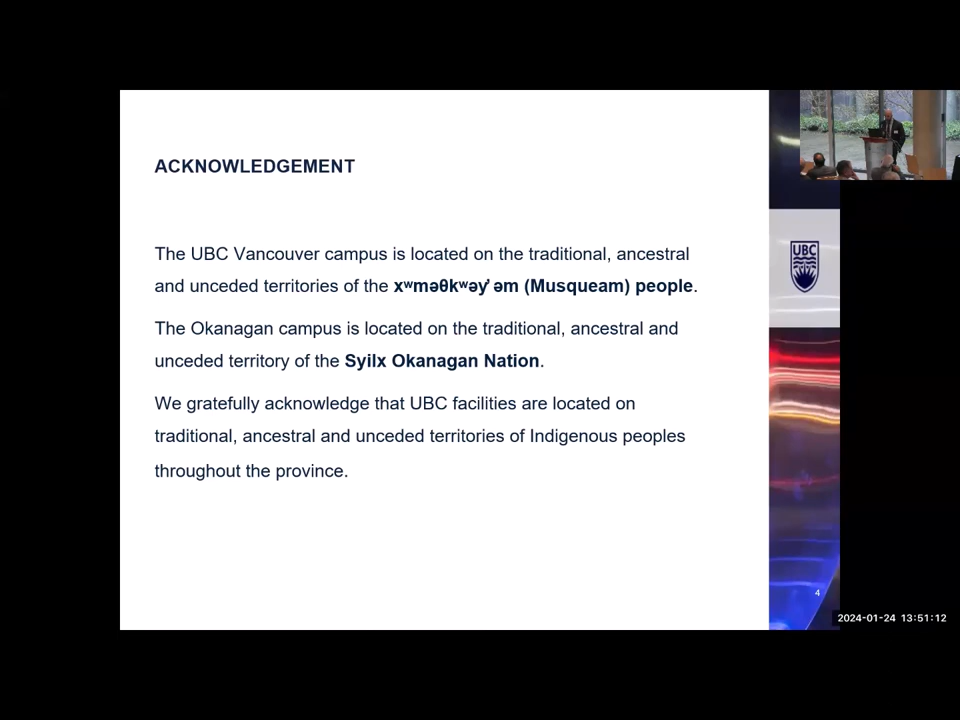 ACKNOWLEDGEMENT
The UBC Vancouver campus is located on the traditional, ancestral
and unceded territories of the xʷməθkʷəy̓ əm (Musqueam) people.
The Okanagan campus is located on the traditional, ancestral and
unceded territory of the Syilx Okanagan Nation.
We gratefully acknowledge that UBC facilities are located on
traditional, ancestral and unceded territories of Indigenous peoples
throughout the province.
UBC
4
2024-01-24 13:51:12